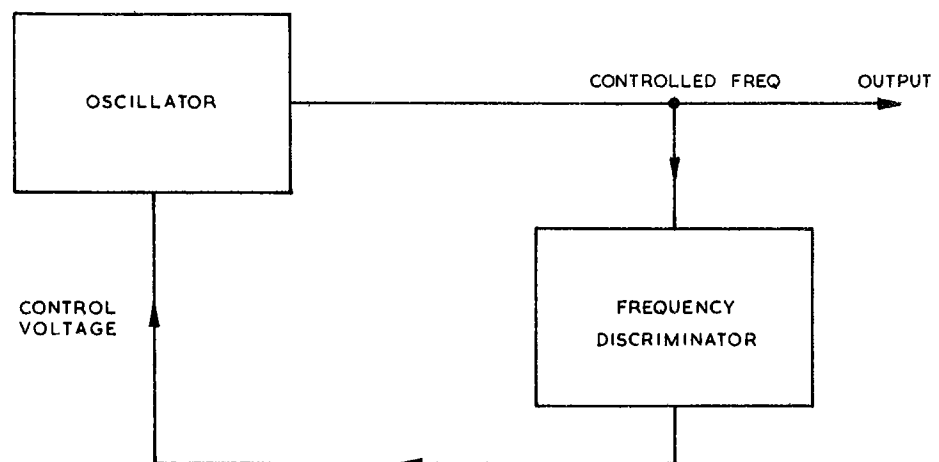 CONTROLLED FREQ
OUTPUT
OSCILLATOR
CONTROL
VOLTAGE
FREQUENCY
DISCRIMINATOR